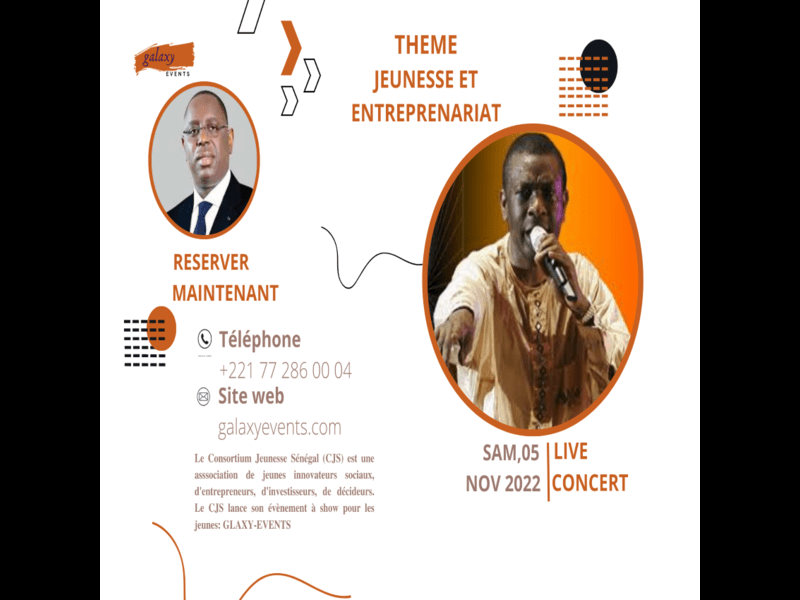 galaxy
EVENTS
THEME
JEUNESSE ET
ENTREPRENARIAT
RESERVER
MAINTENANT
Téléphone
+221 77 286 00 04
Site web
galaxyevents.com
Le Consortium Jeunesse Sénégal (CJS) est une
asssociation de jeunes innovateurs sociaux,
d'entrepreneurs, d'investisseurs, de décideurs.
Le CJS lance son évènement à show pour les
jeunes: GLAXY-EVENTS
SAM,05
NOV 2022
LIVE
CONCERT